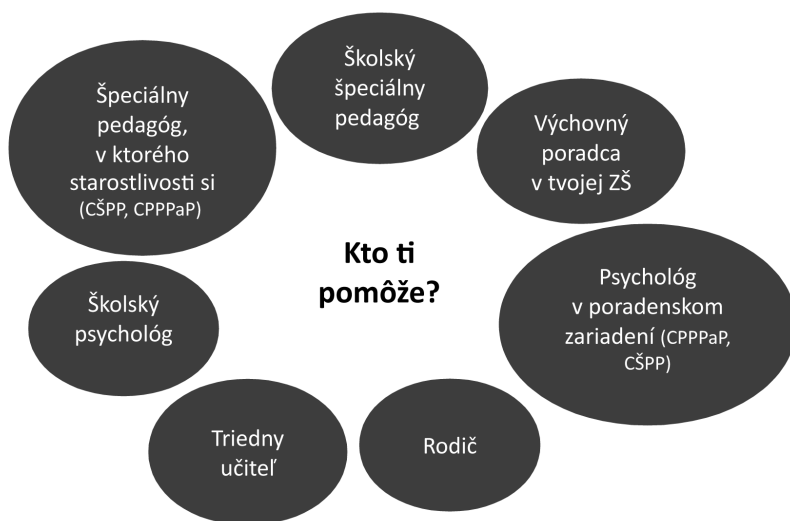 Školský
špeciálny
pedagóg
Špeciálny
pedagóg,
v ktorého
starostlivosti si
(CŠPP, CPPPaP)
Výchovný
poradca
v tvojej ZŠ
Kto ti
pomôže?
Psychológ
v poradenskom
zariadení (CPPPaP,
CŠPP)
Školský
psychológ
Triedny
učiteľ
Rodič